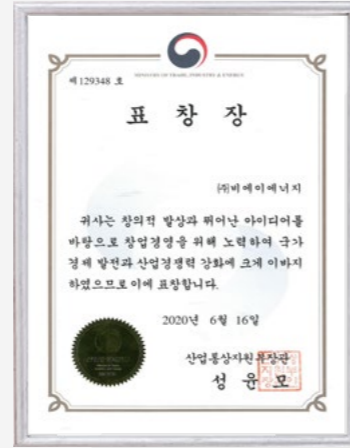 MINISTRY OF TRADE, INDUSTRY & ENERGY
제129348 호
표 창 장
(주)비에이에너지
귀사는 창의적 발상과 뛰어난 아이디어를
바탕으로 창업경영을 위해 노력하여 국가
경제 발전과 산업경쟁력 강화에 크게 이바지
하였으므로 이에 표창합니다.
2020년 6월 16일
산업통상자원부장관
성 윤 모